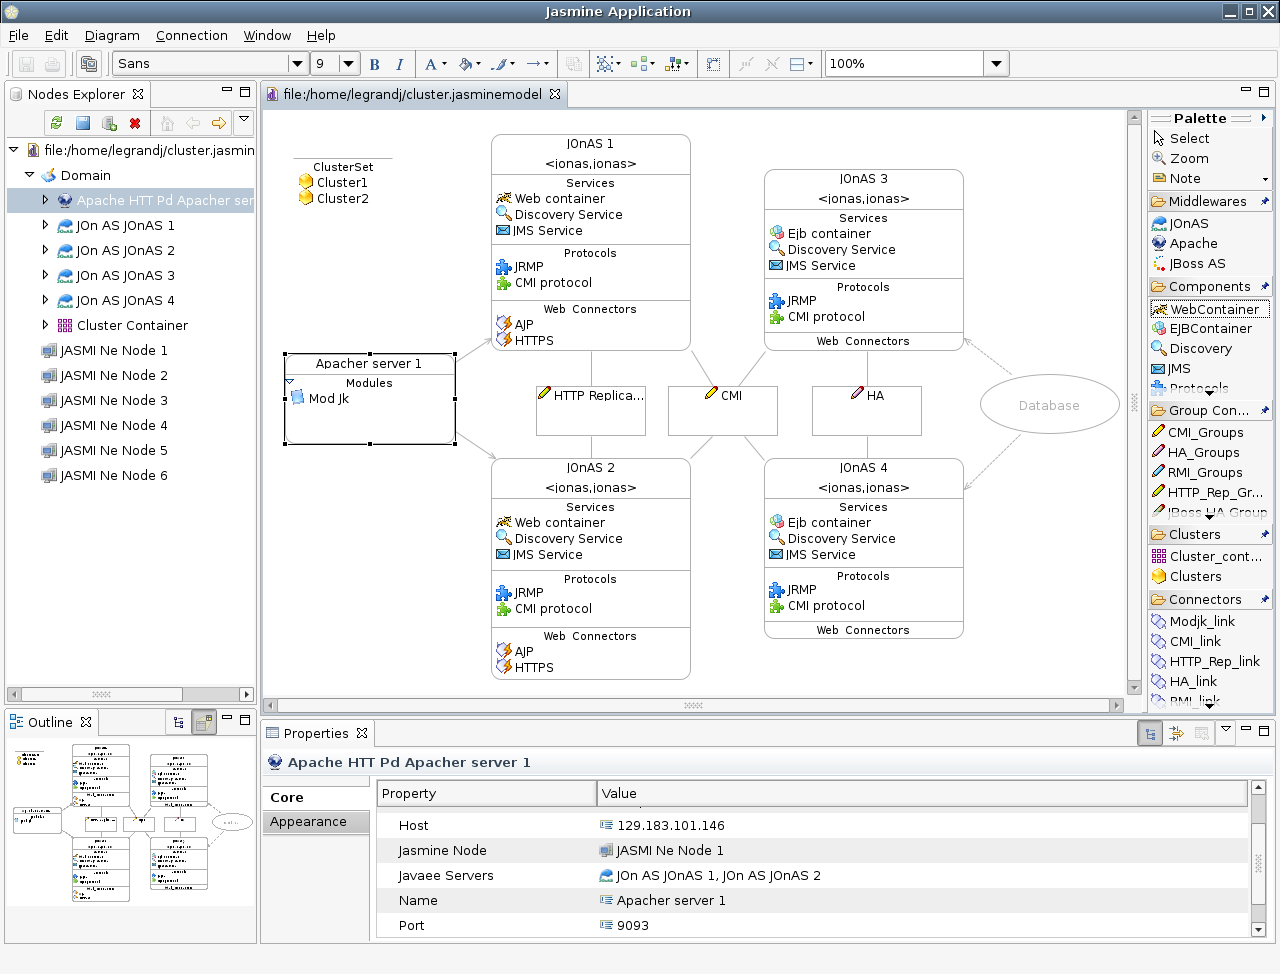 Jasmine Application
File Edit Diagram Connection Window Help
Sans 9 B I A 100%
Nodes Explorer
file:/home/legrandj/cluster.jasmin
Domain
Apache HTT Pd Apacher ser
JOn AS JOnAS 1
JOn AS JOnAS 2
JOn AS JOnAS 3
JOn AS JOnAS 4
Cluster Container
JASMI Ne Node 1
JASMI Ne Node 2
JASMI Ne Node 3
JASMI Ne Node 4
JASMI Ne Node 5
JASMI Ne Node 6
Outline
file:/home/legrandj/cluster.jasminemodel
ClusterSet
Cluster1
Cluster2
JOnAS 1
<jonas,jonas>
Services
Web container
Discovery Service
JMS Service
Protocols
JRMP
CMI protocol
Web Connectors
AJP
HTTPS
JOnAS 3
<jonas,jonas>
Services
Ejb container
Discovery Service
JMS Service
Protocols
JRMP
CMI protocol
Web Connectors
Apacher server 1
Modules
Mod Jk
HTTP Replica...
CMI
HA
Database
JOnAS 2
<jonas,jonas>
Services
Web container
Discovery Service
JMS Service
Protocols
JRMP
CMI protocol
Web Connectors
AJP
HTTPS
JOnAS 4
<jonas,jonas>
Services
Ejb container
Discovery Service
JMS Service
Protocols
JRMP
CMI protocol
Web Connectors
Palette
Select
Zoom
Note
Middlewares
JOnAS
Apache
JBoss AS
Components
WebContainer
EJBContainer
Discovery
JMS
Protocols
Group Con...
CMI_Groups
HA_Groups
RMI_Groups
HTTP_Rep_Gr...
JBoss HA Group
Clusters
Cluster_cont...
Clusters
Connectors
Modjk_link
CMI_link
HTTP_Rep_link
HA_link
RMI_link
Properties
Apache HTT Pd Apacher server 1
Core
Appearance
Property Value
Host 129.183.101.146
Jasmine Node JASMI Ne Node 1
Javaee Servers JOn AS JOnAS 1, JOn AS JOnAS 2
Name Apacher server 1
Port 9093